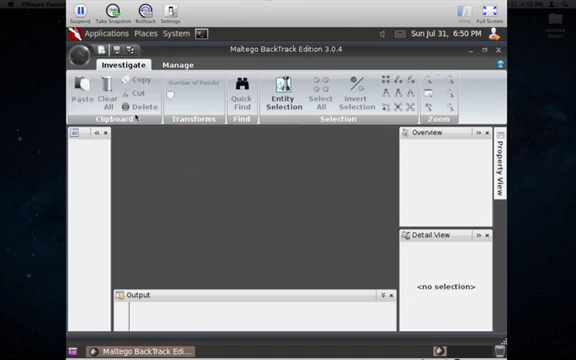 VMware Fusion
Suspend
Take Snapshot
Rollback
Settings
Unity
Full Screen
Applications Places System
Sun Jul 31, 6:50 PM
Maltego BackTrack Edition 3.0.4
Investigate
Manage
Paste
Clear All
Copy
Cut
Delete
Clipboard
Number of Results
Transforms
Quick Find
Find
Entity Selection
Select All
Invert Selection
Selection
Zoom
Overview
Property View
Detail View
<no selection>
Output
Maltego BackTrack Edi...